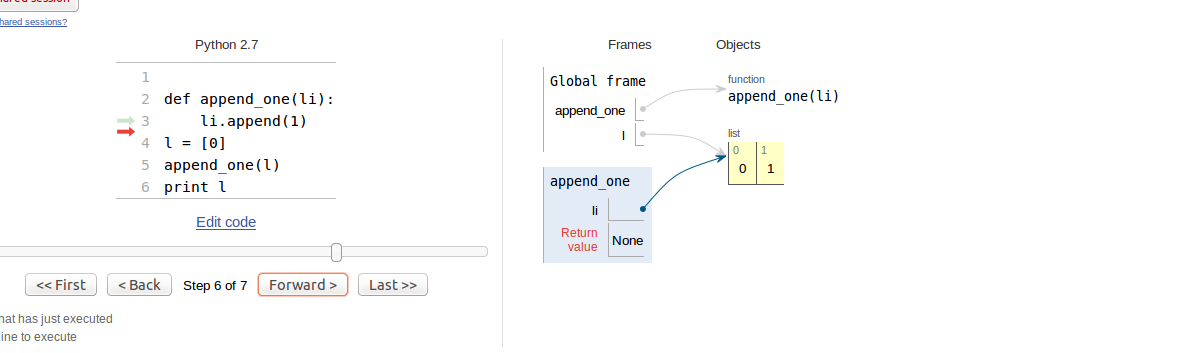 shared session
hared sessions?
Python 2.7
1
2 def append_one(li):
3 li.append(1)
4 l = [0]
5 append_one(l)
6 print l
Edit code
<< First < Back Step 6 of 7 Forward > Last >>
hat has just executed
line to execute
Frames Objects
Global frame
append_one
l
function
append_one(li)
list
0 1
0 1
append_one
li
Return
value
None